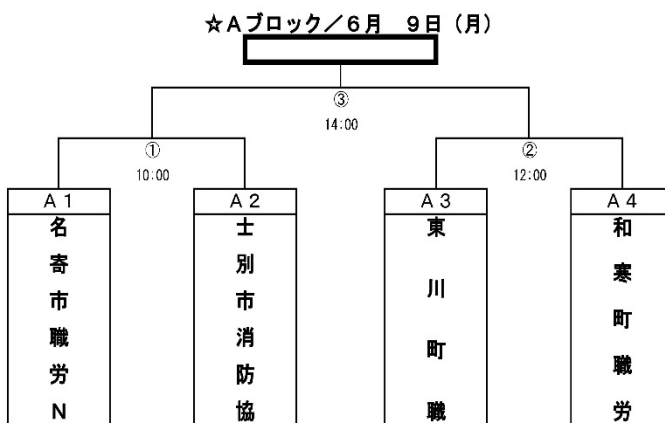 ☆Aブロック／6月　9日（月）
③
14:00
①
②
10:00
12:00
A1
A2
A3
A4
名寄市職労N
士別市消防協
東川町職
和寒町職労